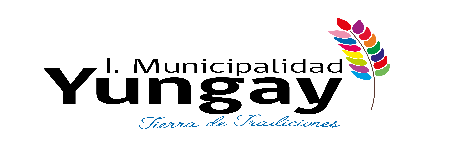 I. Municipalidad
Yungay
Tierra de Tradiciones